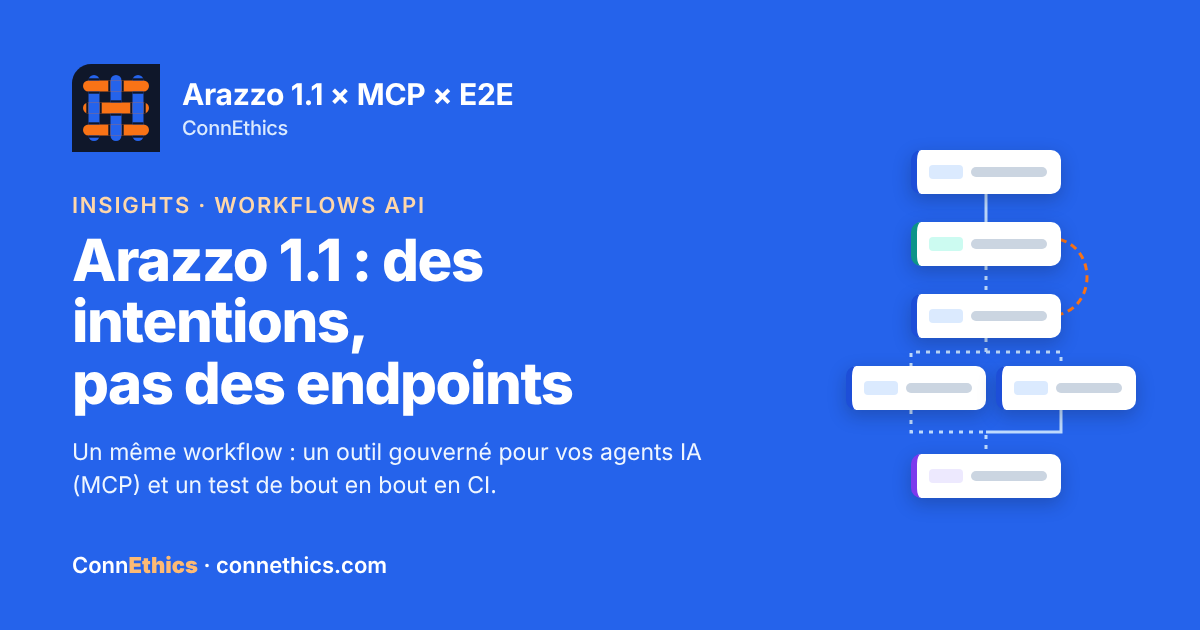 Arazzo 1.1 × MCP × E2E
ConnEthics
INSIGHTS · WORKFLOWS API
Arazzo 1.1 : des
intentions,
pas des endpoints
Un même workflow : un outil gouverné pour vos agents IA
(MCP) et un test de bout en bout en CI.
ConnEthics · connethics.com